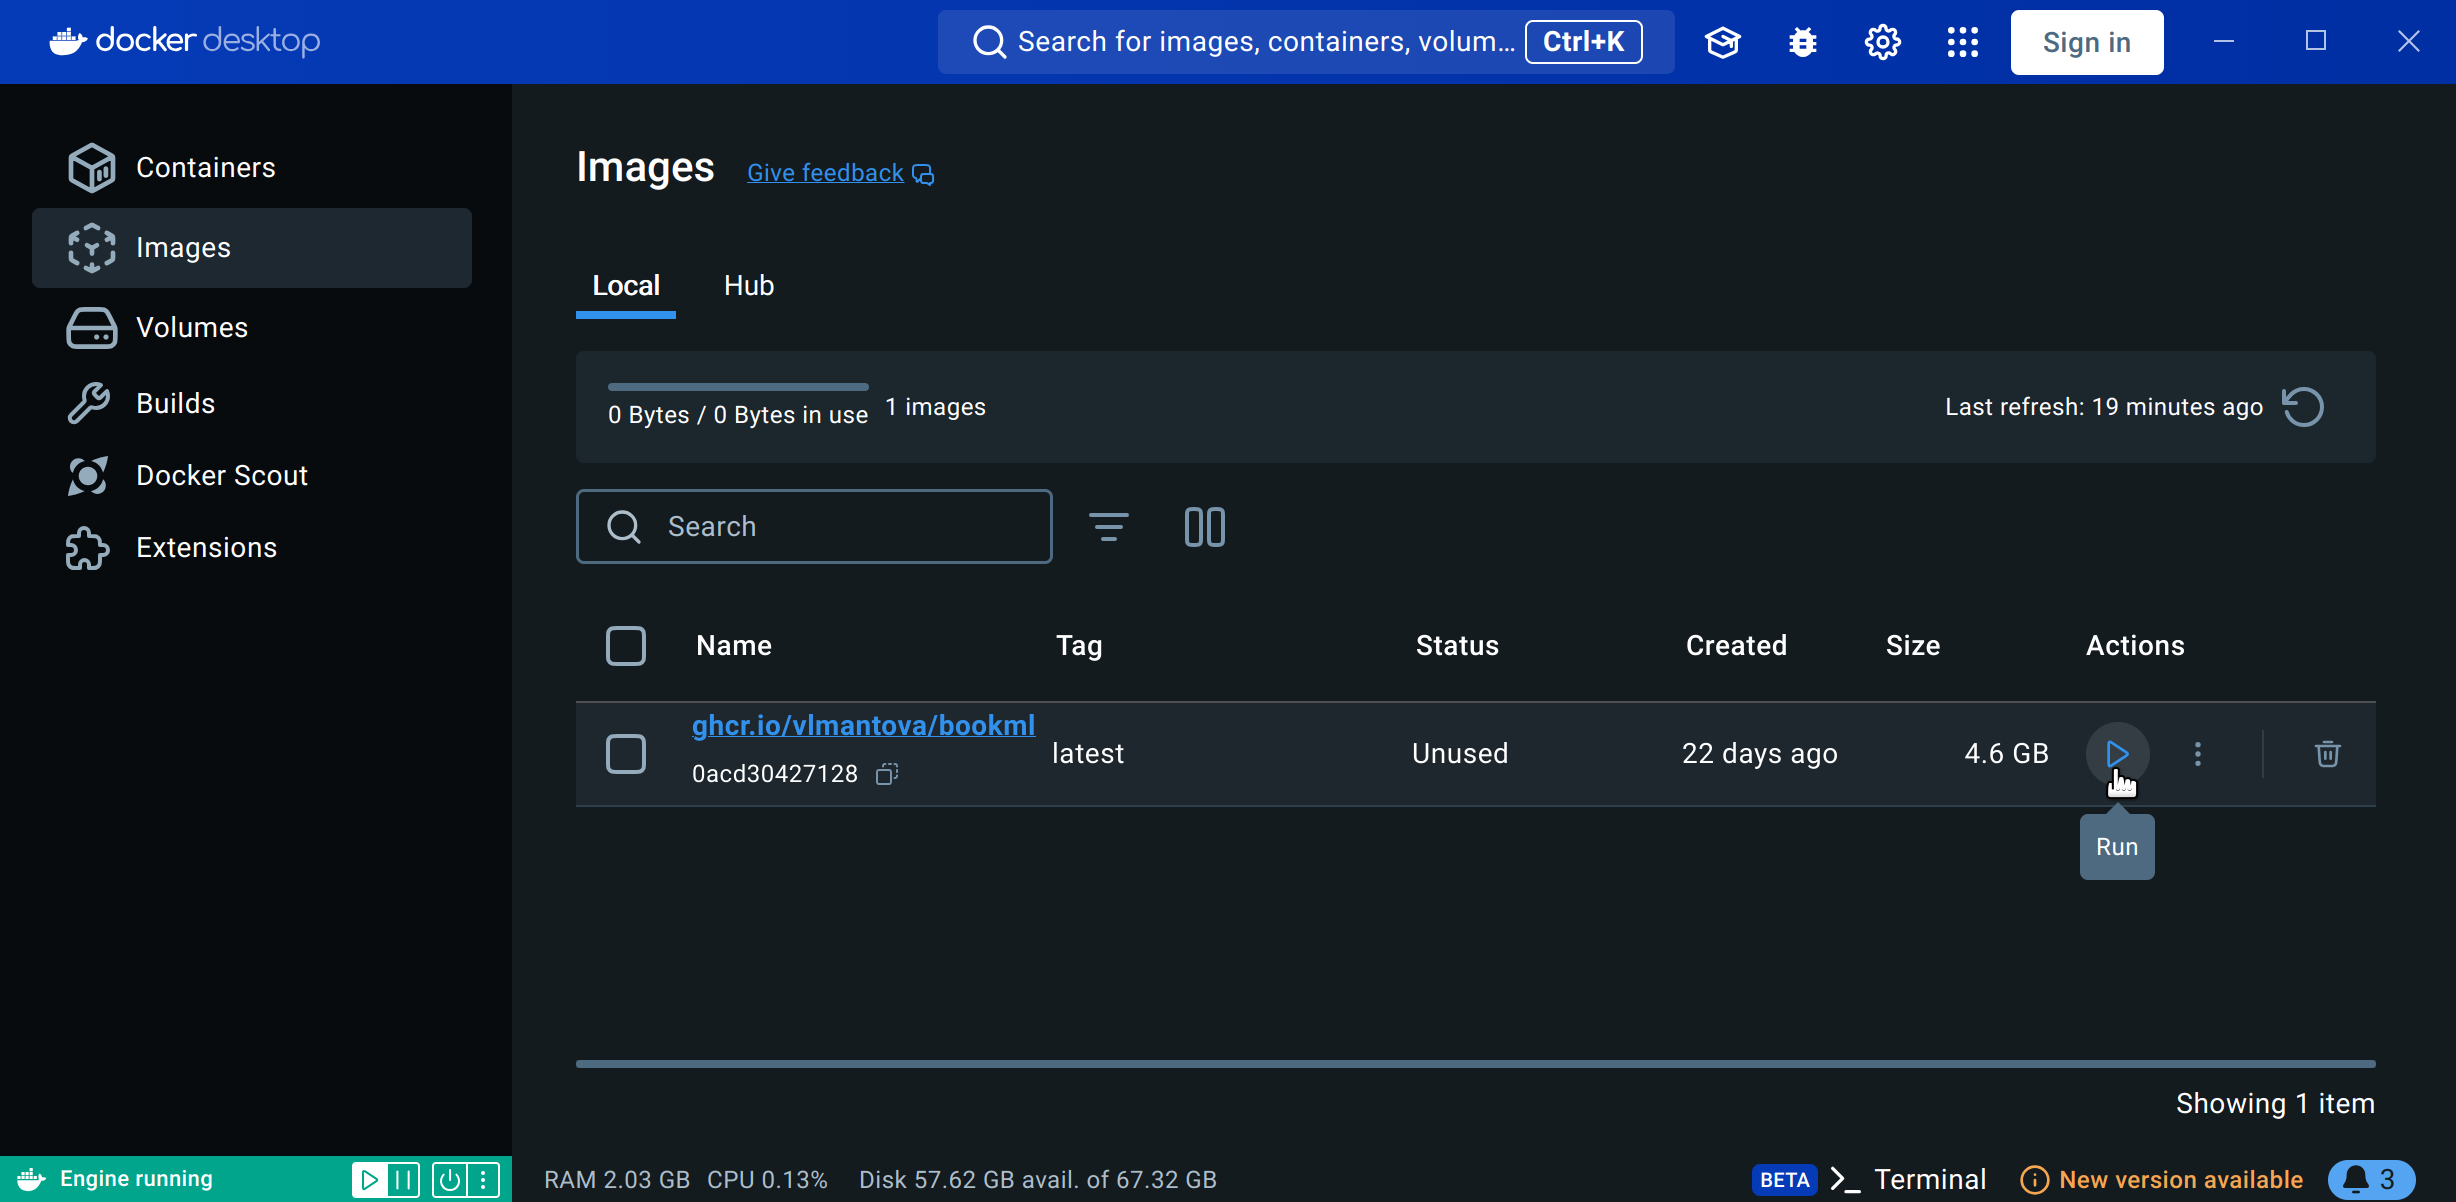 docker desktop
Search for images, containers, volum... Ctrl+K
Sign in
Containers
Images
Volumes
Builds
Docker Scout
Extensions
Images Give feedback
Local Hub
0 Bytes / 0 Bytes in use 1 images
Last refresh: 19 minutes ago
Search
Name Tag Status Created Size Actions
ghcr.io/vlmantova/bookml
0acd30427128
latest Unused 22 days ago 4.6 GB
Run
Showing 1 item
Engine running
RAM 2.03 GB CPU 0.13% Disk 57.62 GB avail. of 67.32 GB
BETA Terminal New version available 3